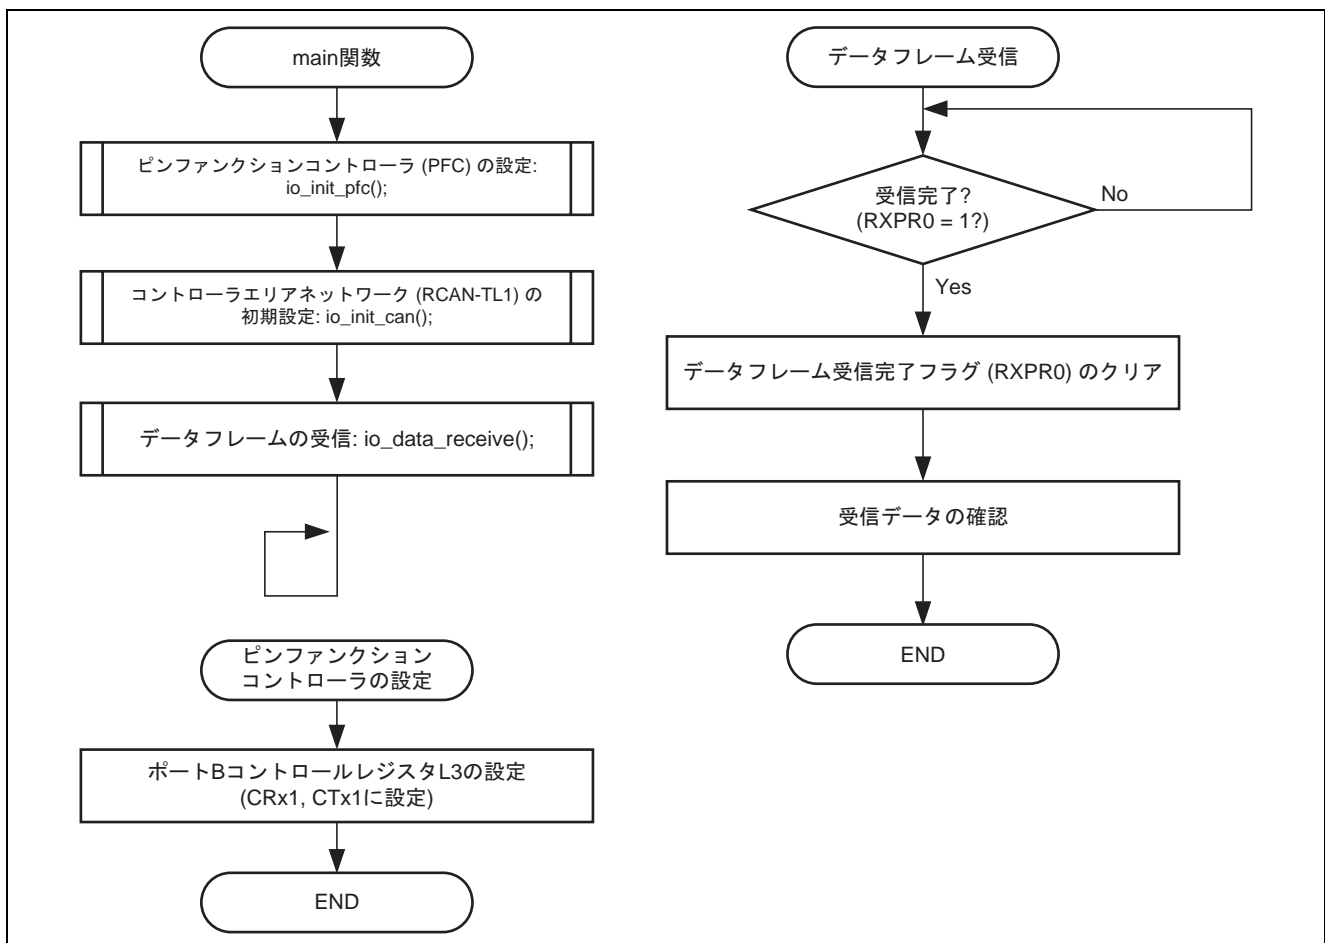 main関数
ピンファンクションコントローラ (PFC) の設定:
io_init_pfc();
コントローラエリアネットワーク (RCAN-TL1) の
初期設定: io_init_can();
データフレームの受信: io_data_receive();
ピンファンクション
コントローラの設定
ポートBコントロールレジスタL3の設定
(CRx1, CTx1に設定)
END
データフレーム受信
受信完了?
(RXPR0 = 1?)
No
Yes
データフレーム受信完了フラグ (RXPR0) のクリア
受信データの確認
END